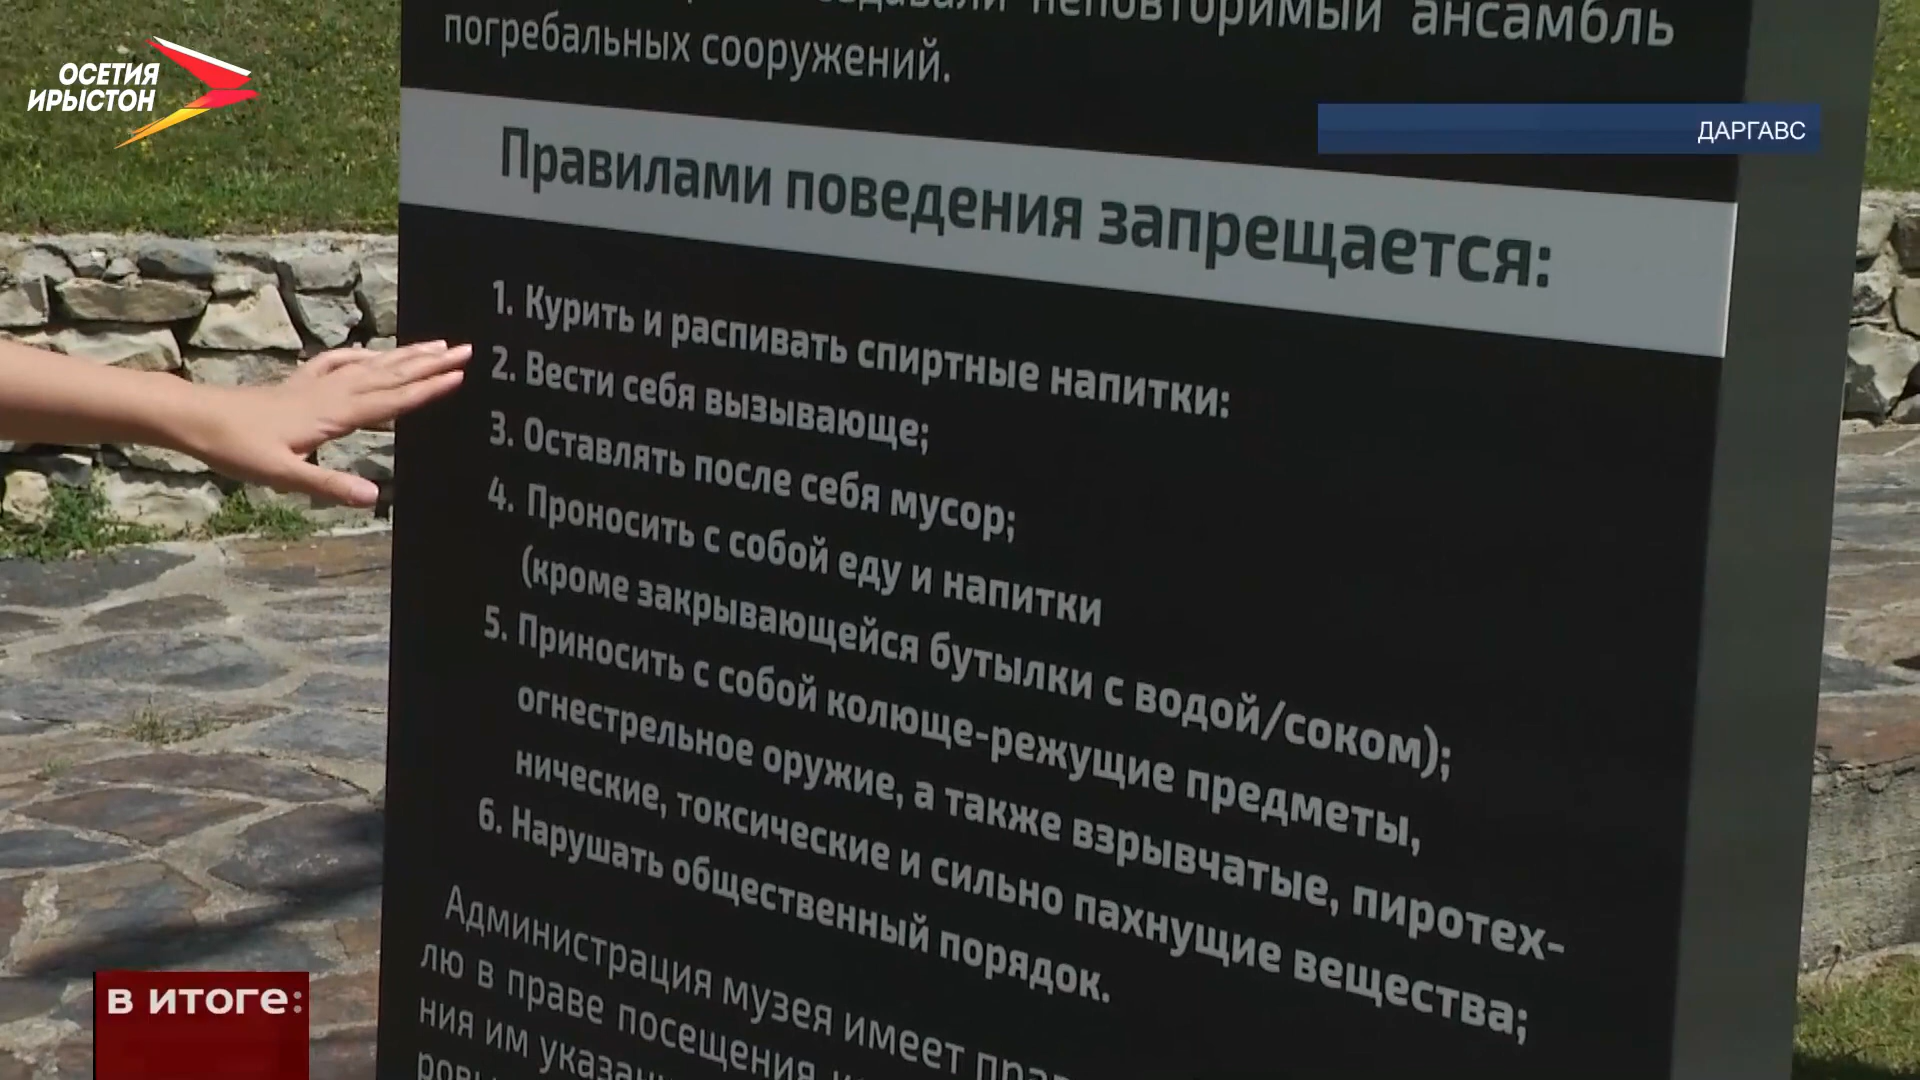 неповторимый ансамбль
погребальных сооружений.
ОСЕТИЯ
ИРЫСТОН
ДАРГАВС
Правилами поведения запрещается:
1. Курить и распивать спиртные напитки:
2. Вести себя вызывающе;
3. Оставлять после себя мусор;
4. Проносить с собой еду и напитки
(кроме закрывающейся бутылки с водой/соком);
5. Приносить с собой колюще-режущие предметы,
огнестрельное оружие, а также взрывчатые, пиротех-
нические, токсические и сильно пахнущие вещества;
6. Нарушать общественный порядок.
Администрация музея имеет
лю в праве посещения
ния им
В ИТОГЕ: